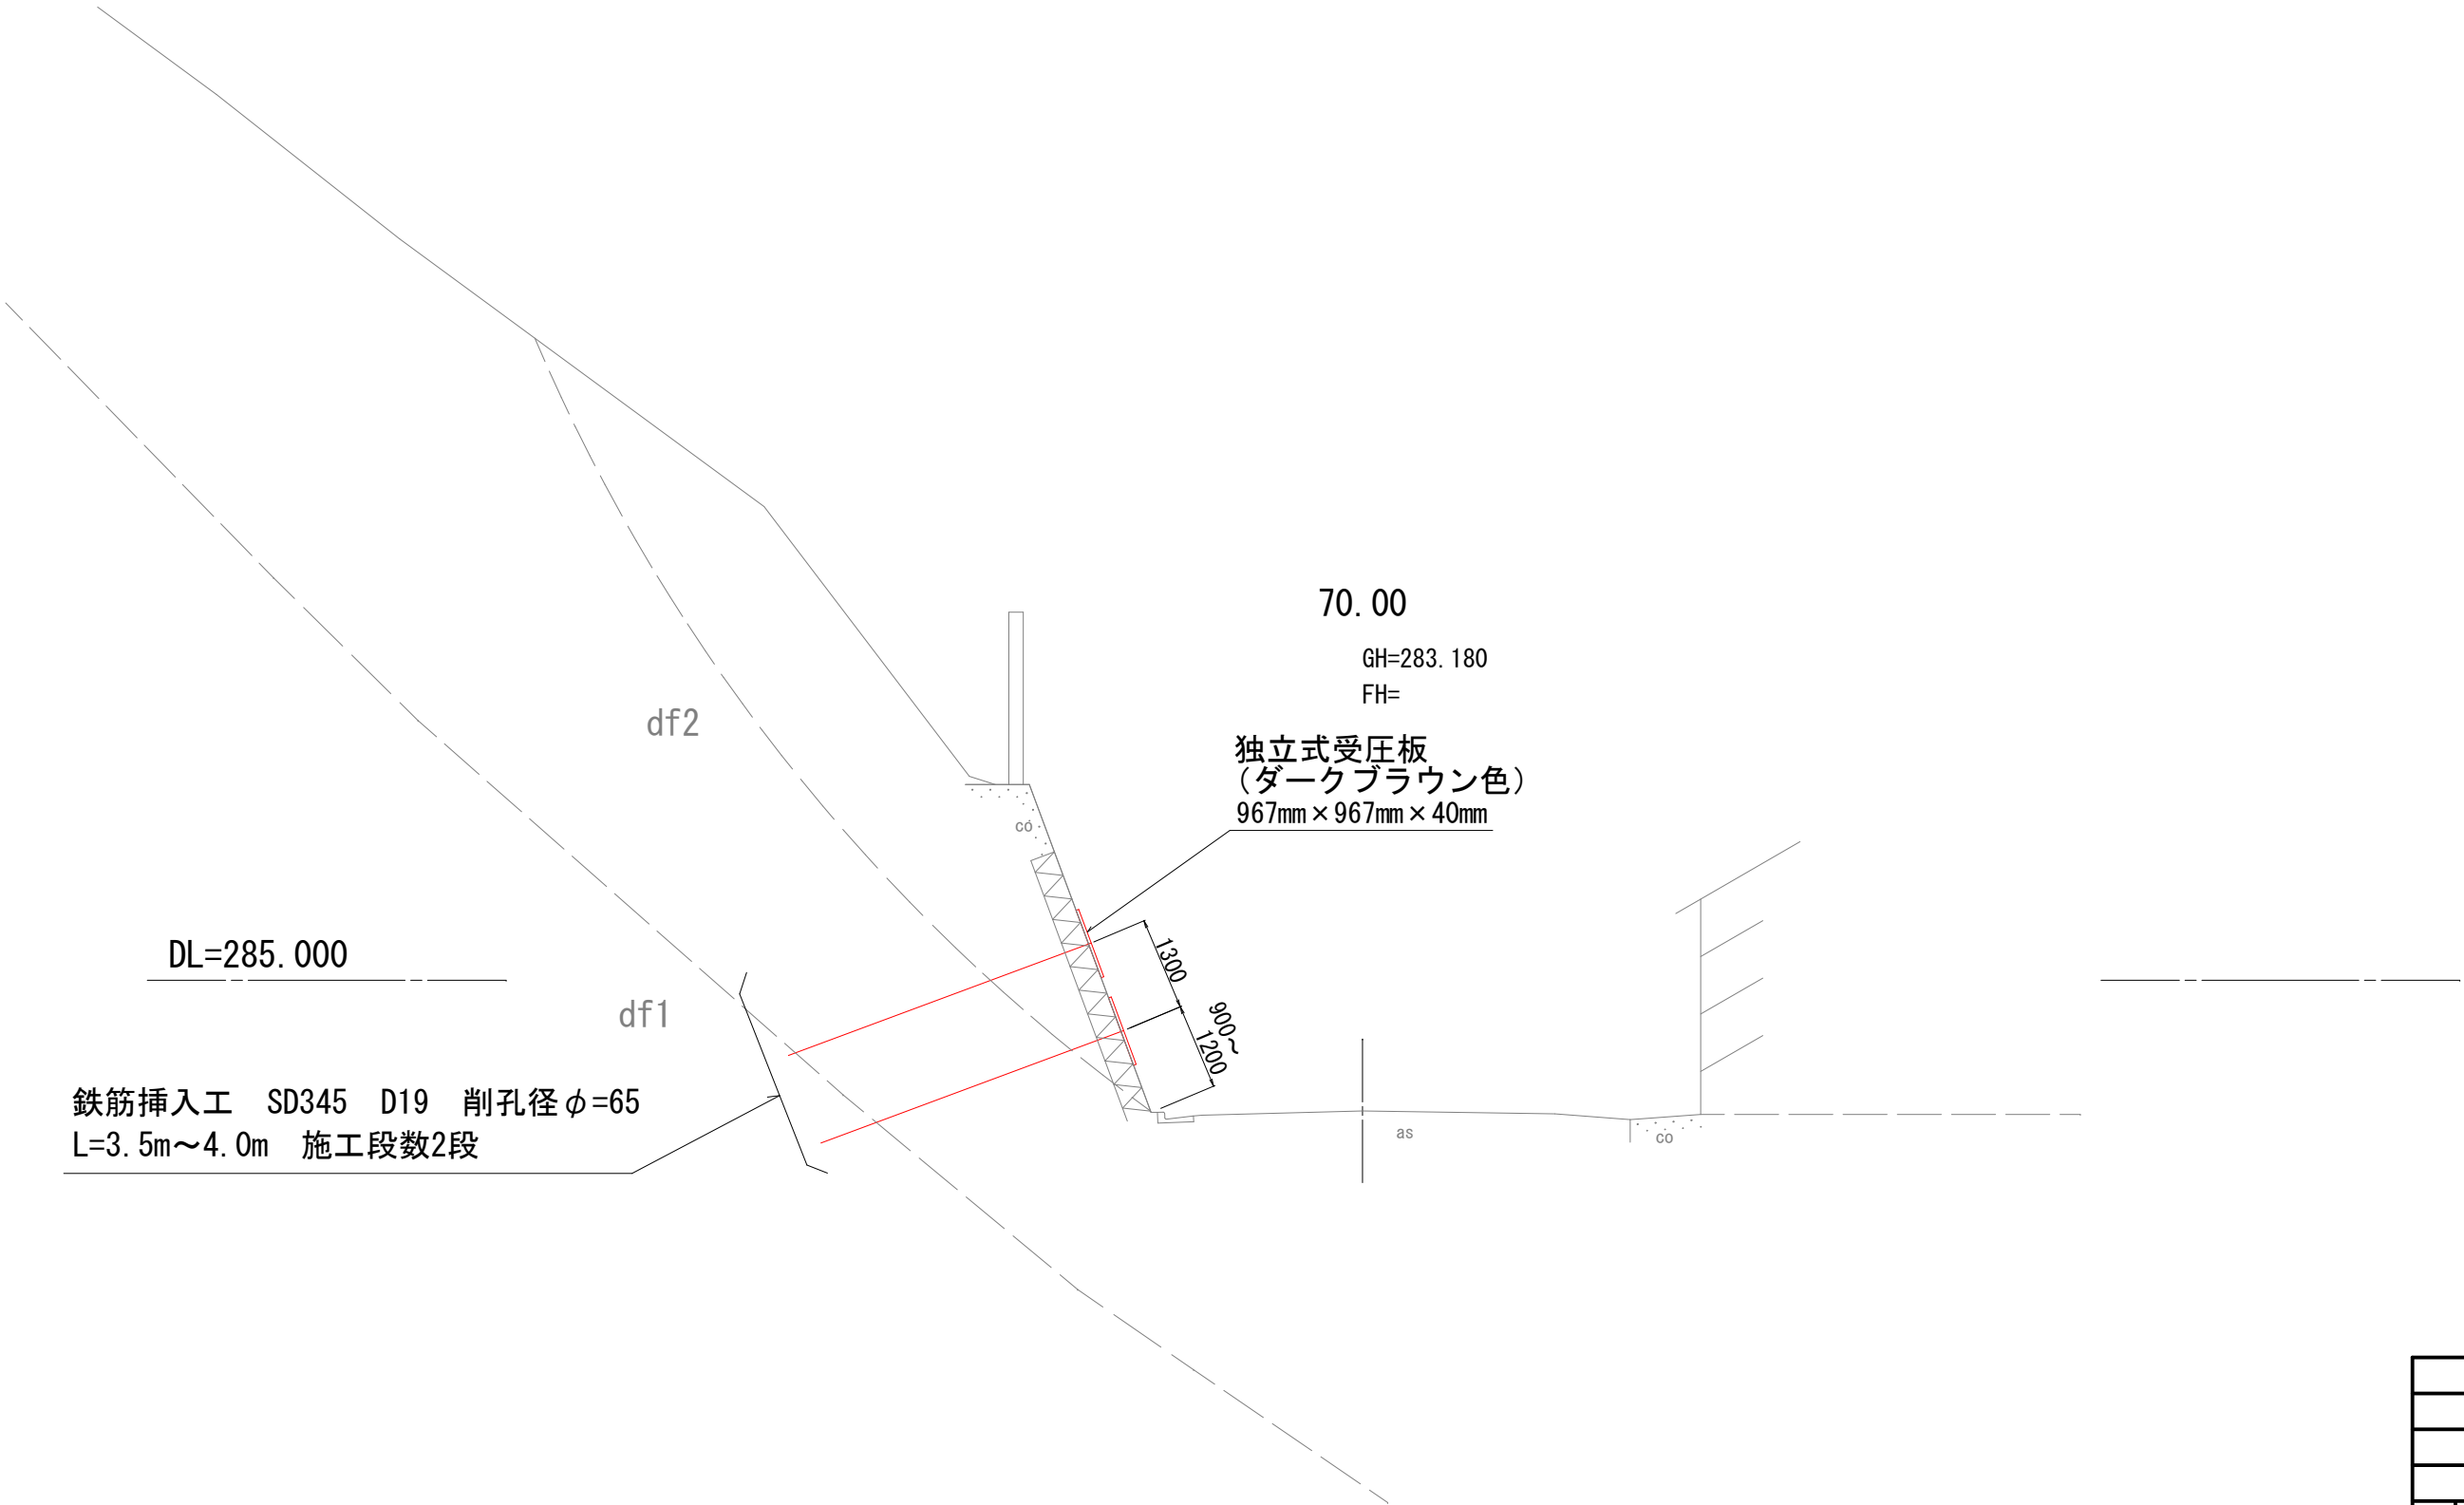 70.00
GH=283.180
FH=
独立式受圧板
(ダークブラウン色)
967mm×967mm×40mm
df2
co
1300
900～
1200
DL=285.000
df1
鉄筋挿入工　SD345　D19　削孔径φ=65
L=3.5m～4.0m　施工段数2段
as
co